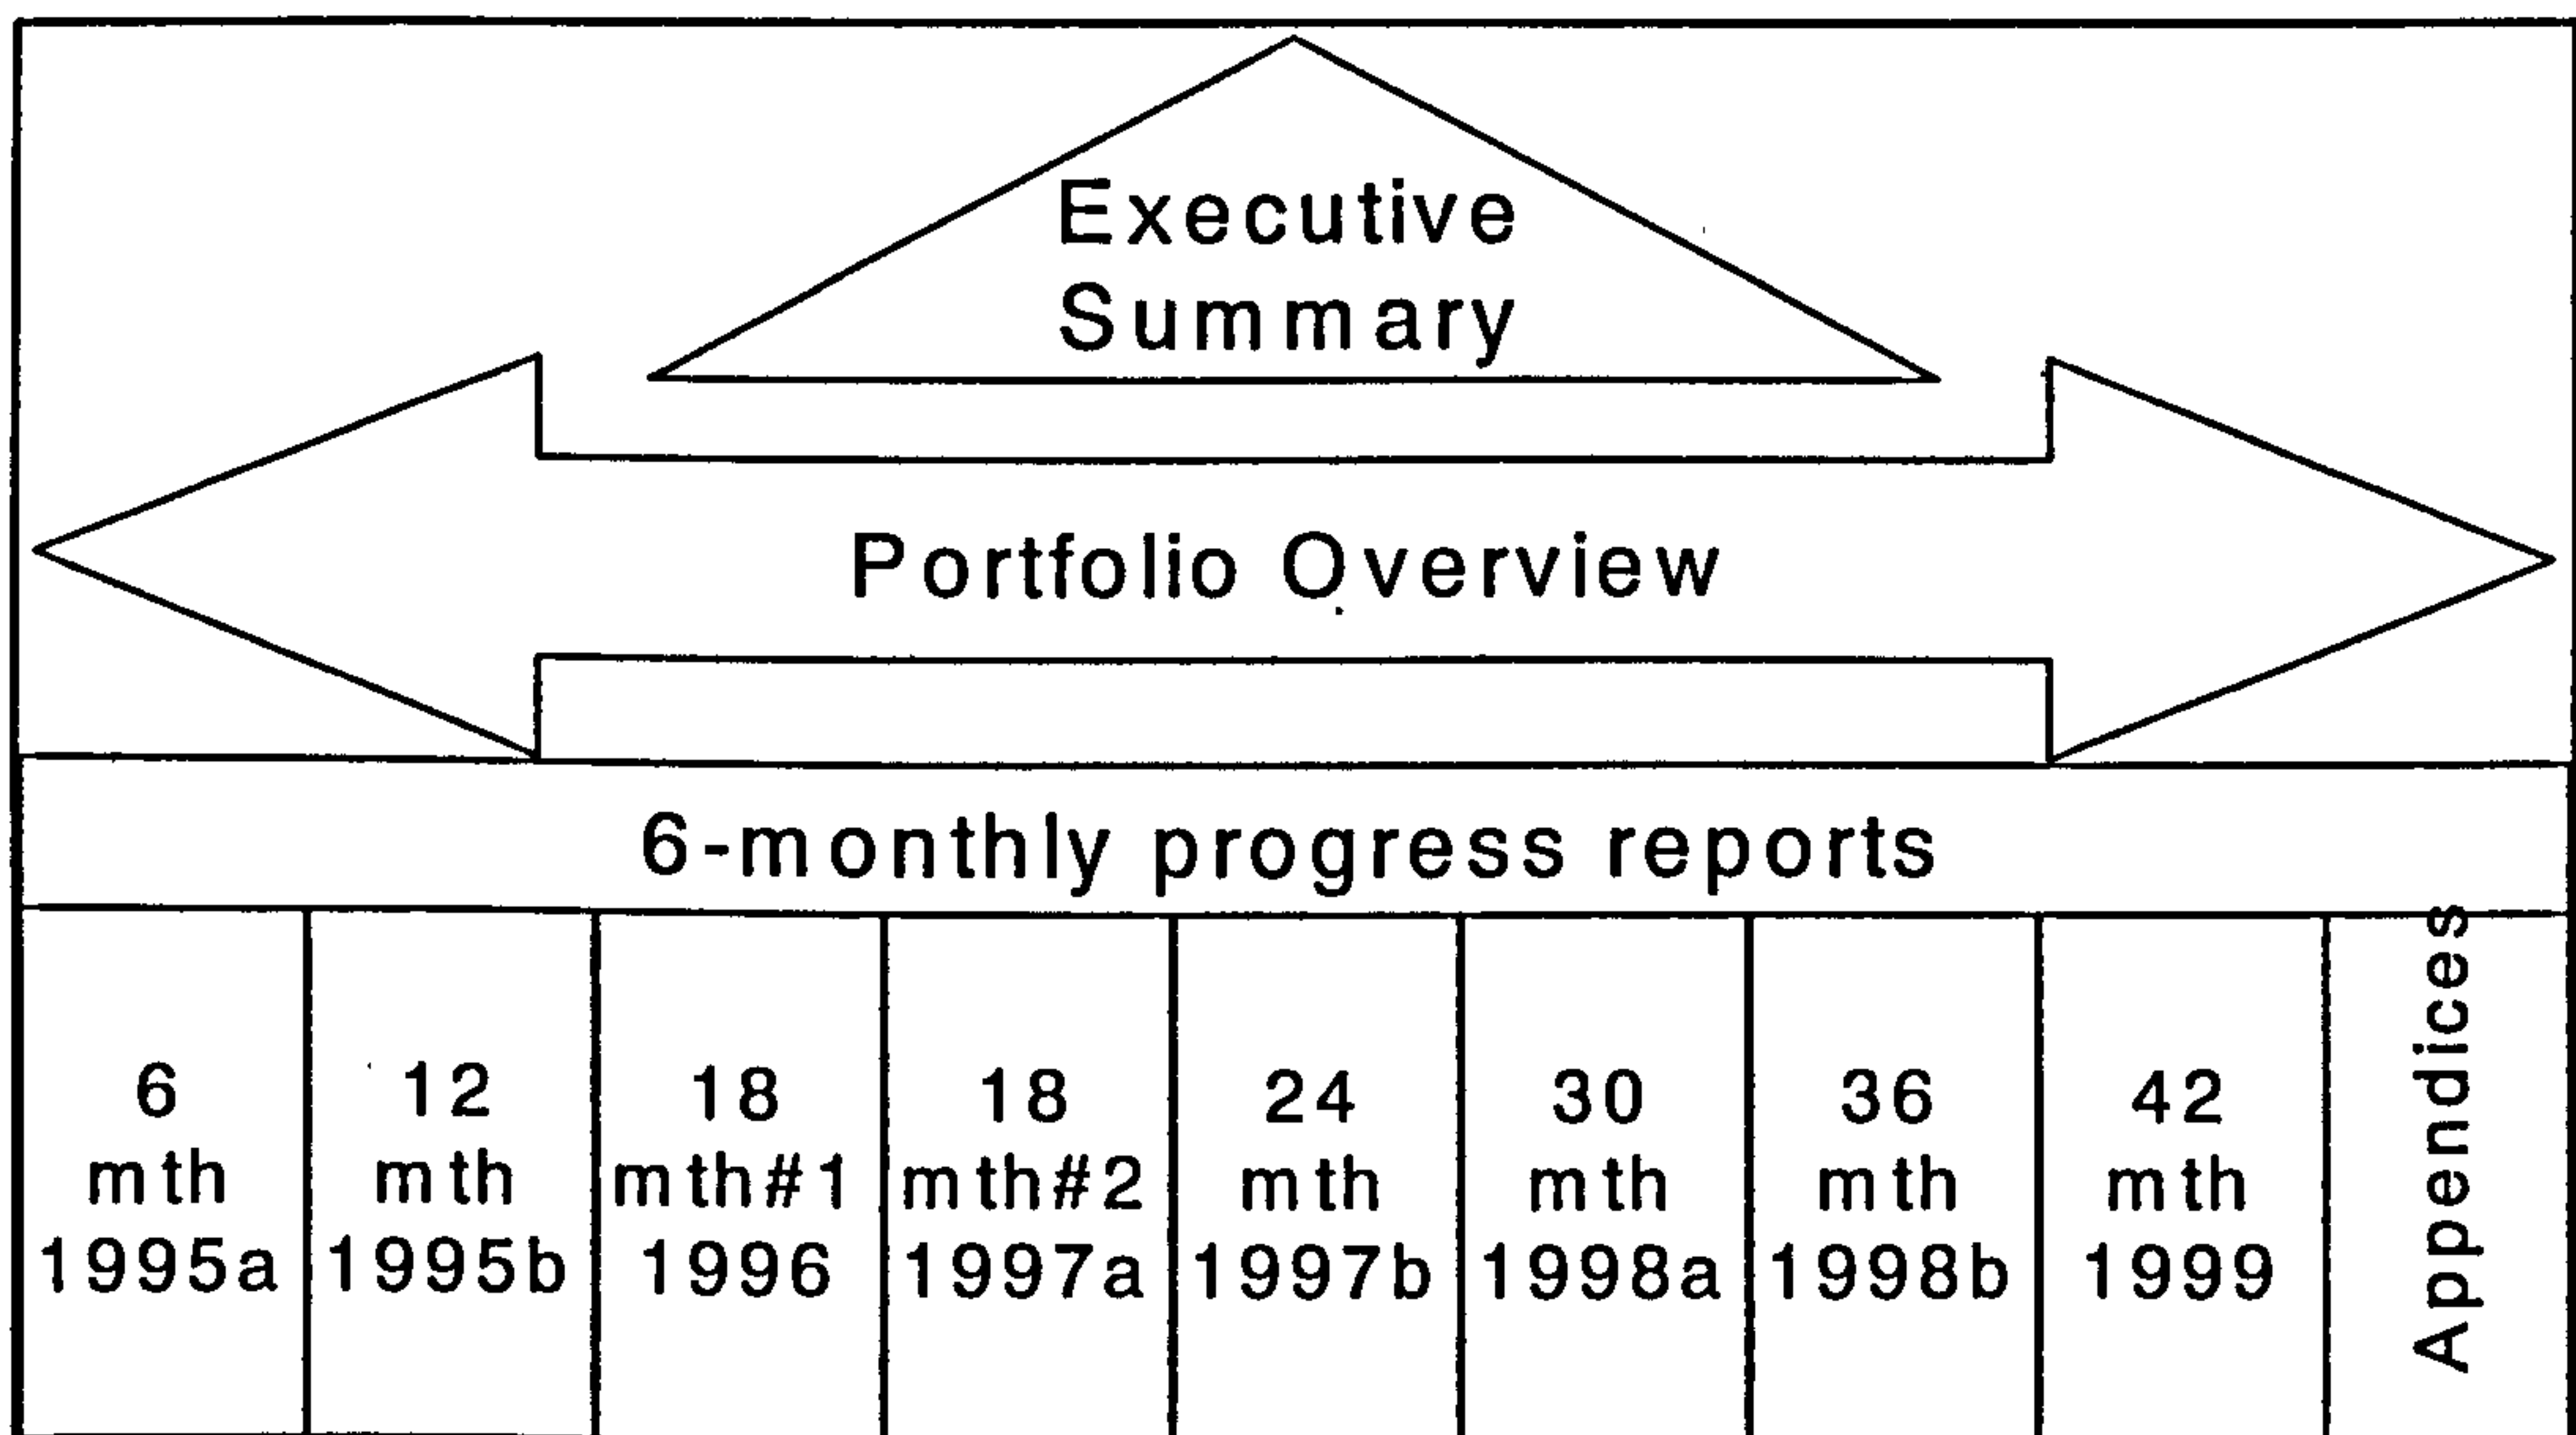 Executive
Summary
Portfolio Overview
6-monthly progress reports
6
mth
1995a
12
mth
1995b
18
mth#1
1996
18
mth#2
1997a
24
mth
1997b
30
mth
1998a
36
mth
1998b
42
mth
1999
Appendices